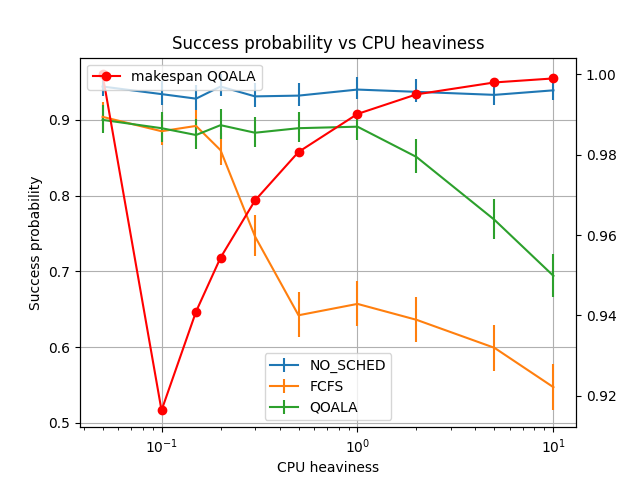 Success probability vs CPU heaviness
makespan QOALA
Success probability
0.9
0.8
0.7
0.6
0.5
1.00
0.98
0.96
0.94
0.92
NO_SCHED
FCFS
QOALA
10⁻¹ 10⁰ 10¹
CPU heaviness